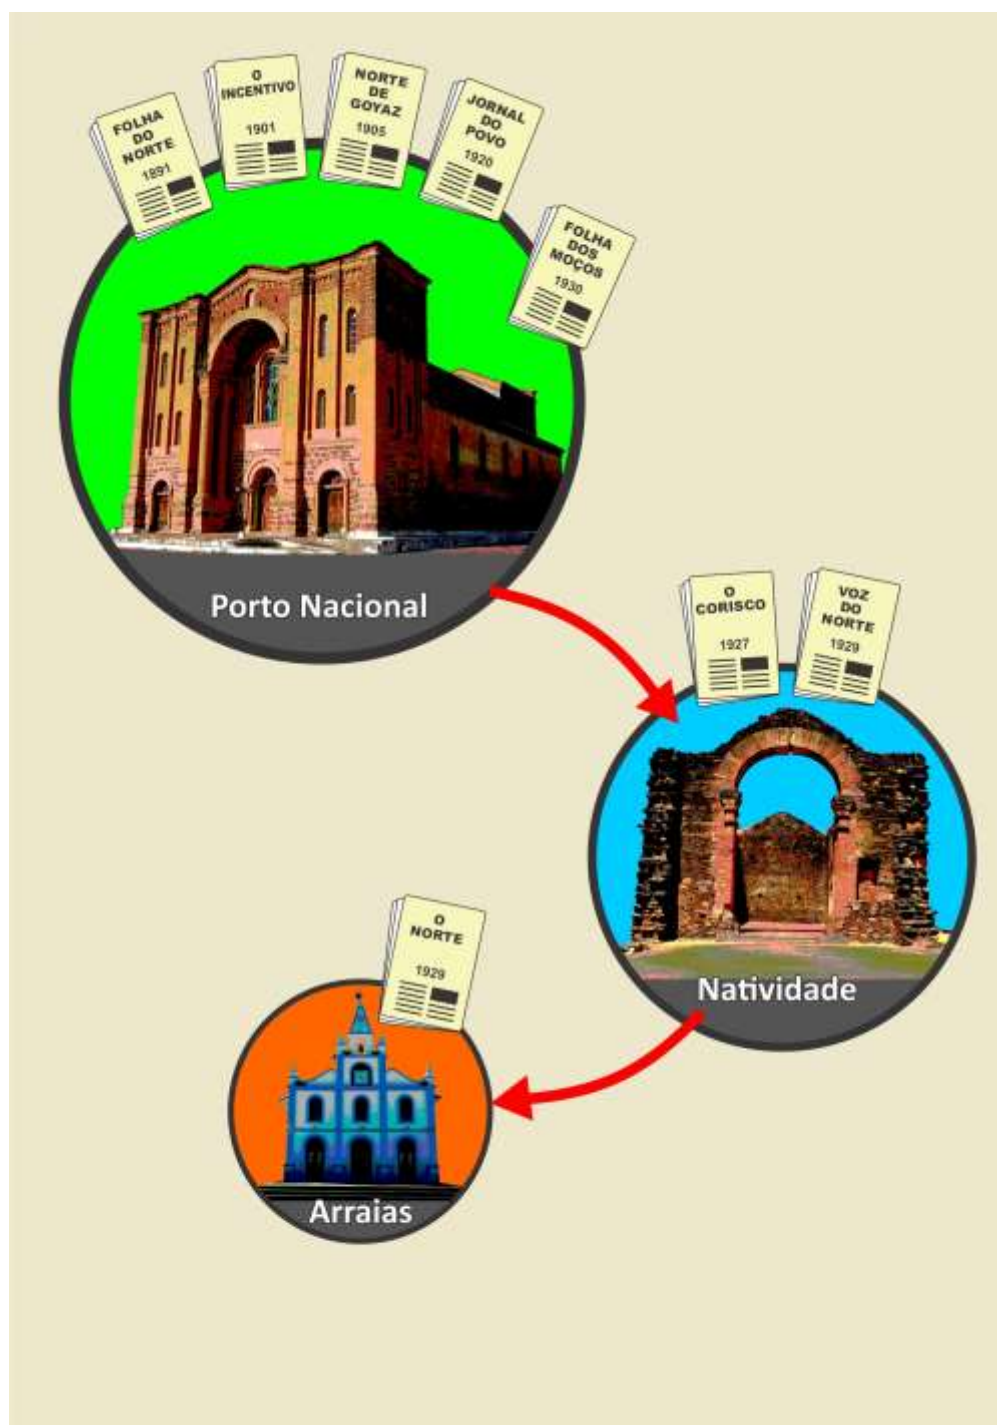 FOLHA
DO
NORTE
1891
O
INCENTIVO
1901
NORTE
DE
GOYAZ
1905
JORNAL
DO
POVO
1920
FOLHA
DOS
MOÇOS
1930
Porto Nacional
O
CORISCO
1927
VOZ
DO
NORTE
1929
Natividade
O
NORTE
1929
Arraias